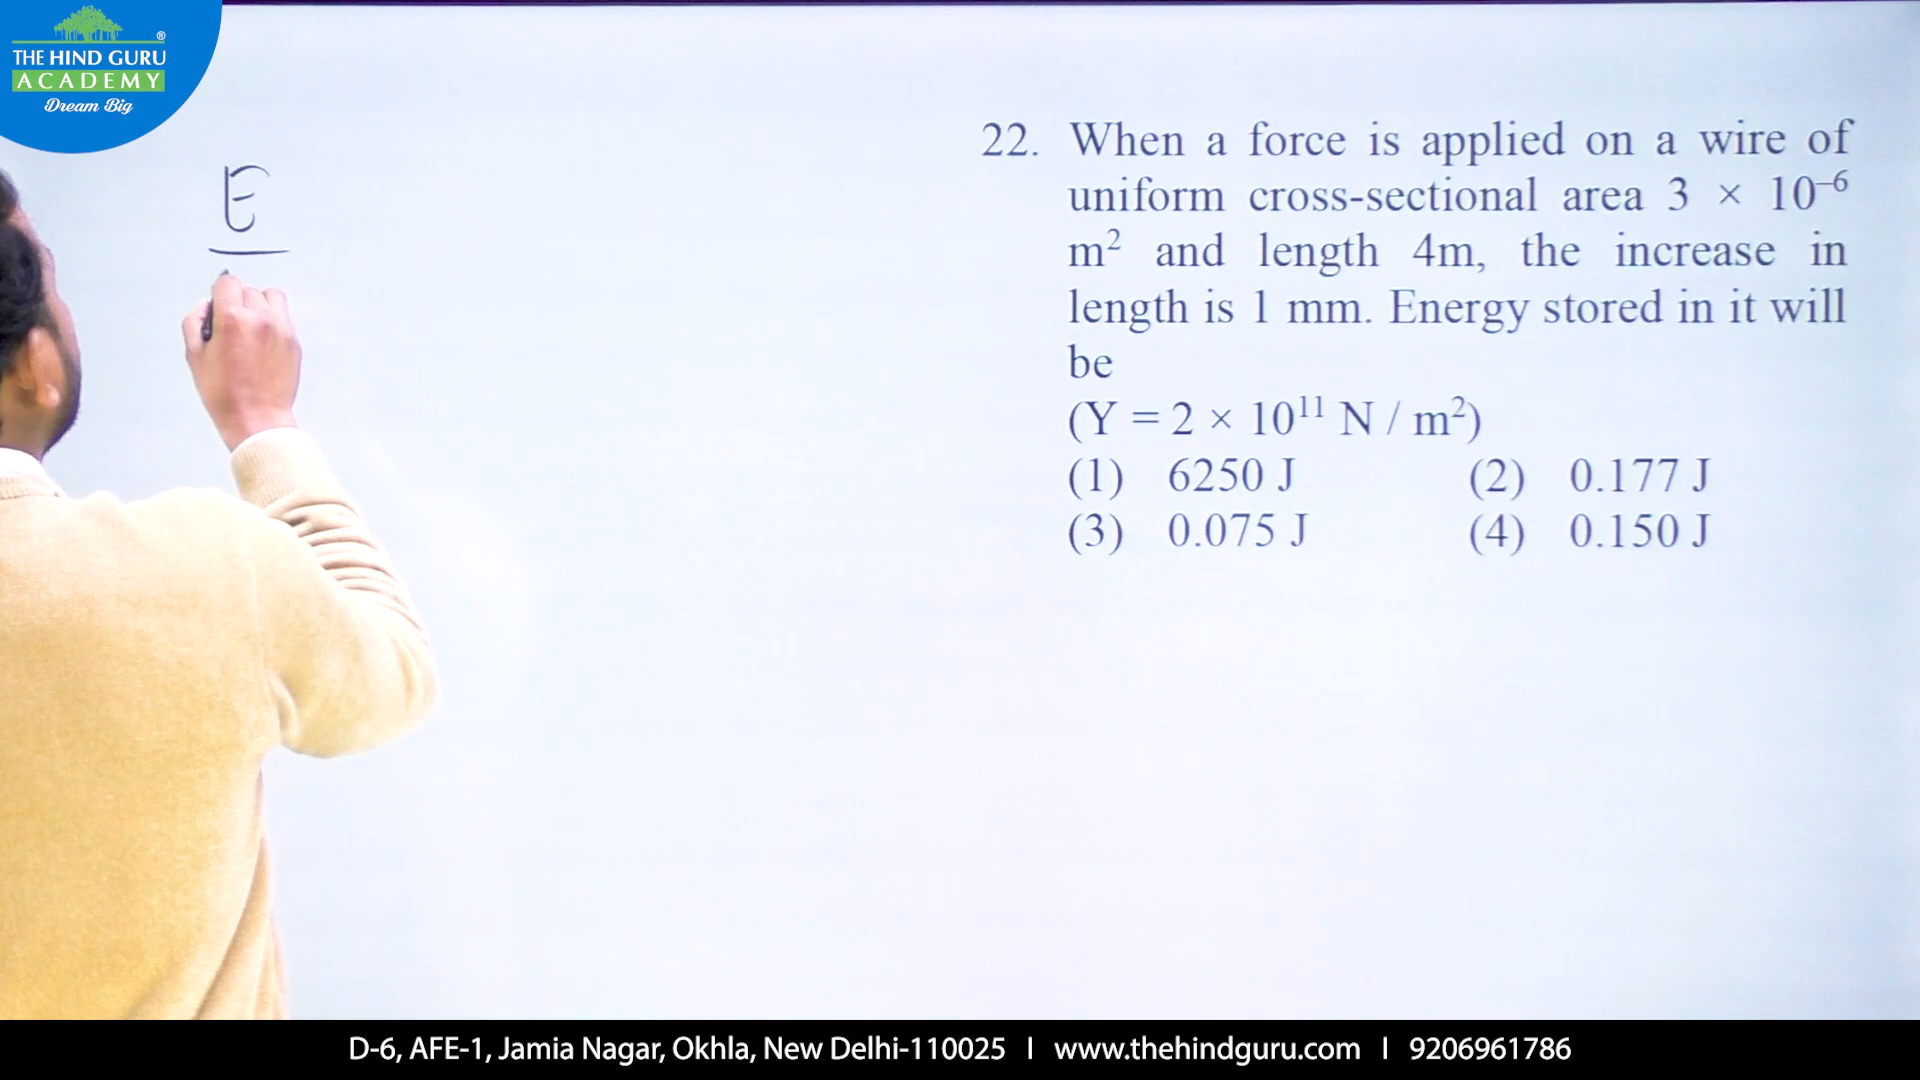 THE HIND GURU
®
ACADEMY
Dream Big
E
22. When a force is applied on a wire of
uniform cross-sectional area 3 × 10⁻⁶
m² and length 4m, the increase in
length is 1 mm. Energy stored in it will
be
(Y = 2 × 10¹¹ N / m²)
(1) 6250 J (2) 0.177 J
(3) 0.075 J (4) 0.150 J
D-6, AFE-1, Jamia Nagar, Okhla, New Delhi-110025 | www.thehindguru.com | 9206961786